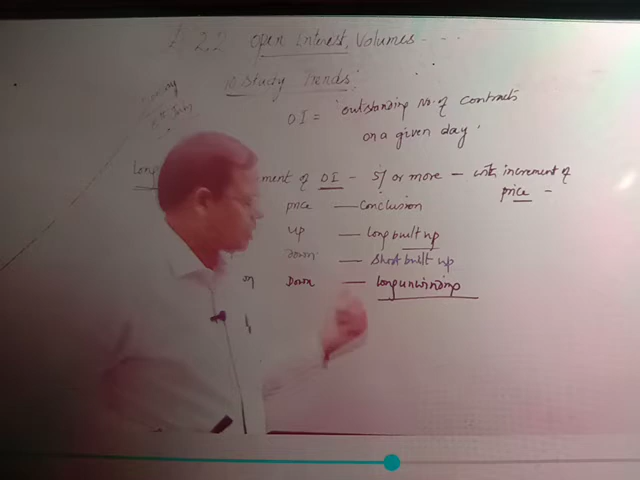 2.2 Open Interest, Volumes - - -
to Study Trends:
OI = 'outstanding No. of contracts
on a given day'
Long ment of OI - 5% or more - with increment of
price -
price — Conclusion
up — Long built up
Down — Short built up
Down — Long unwinding